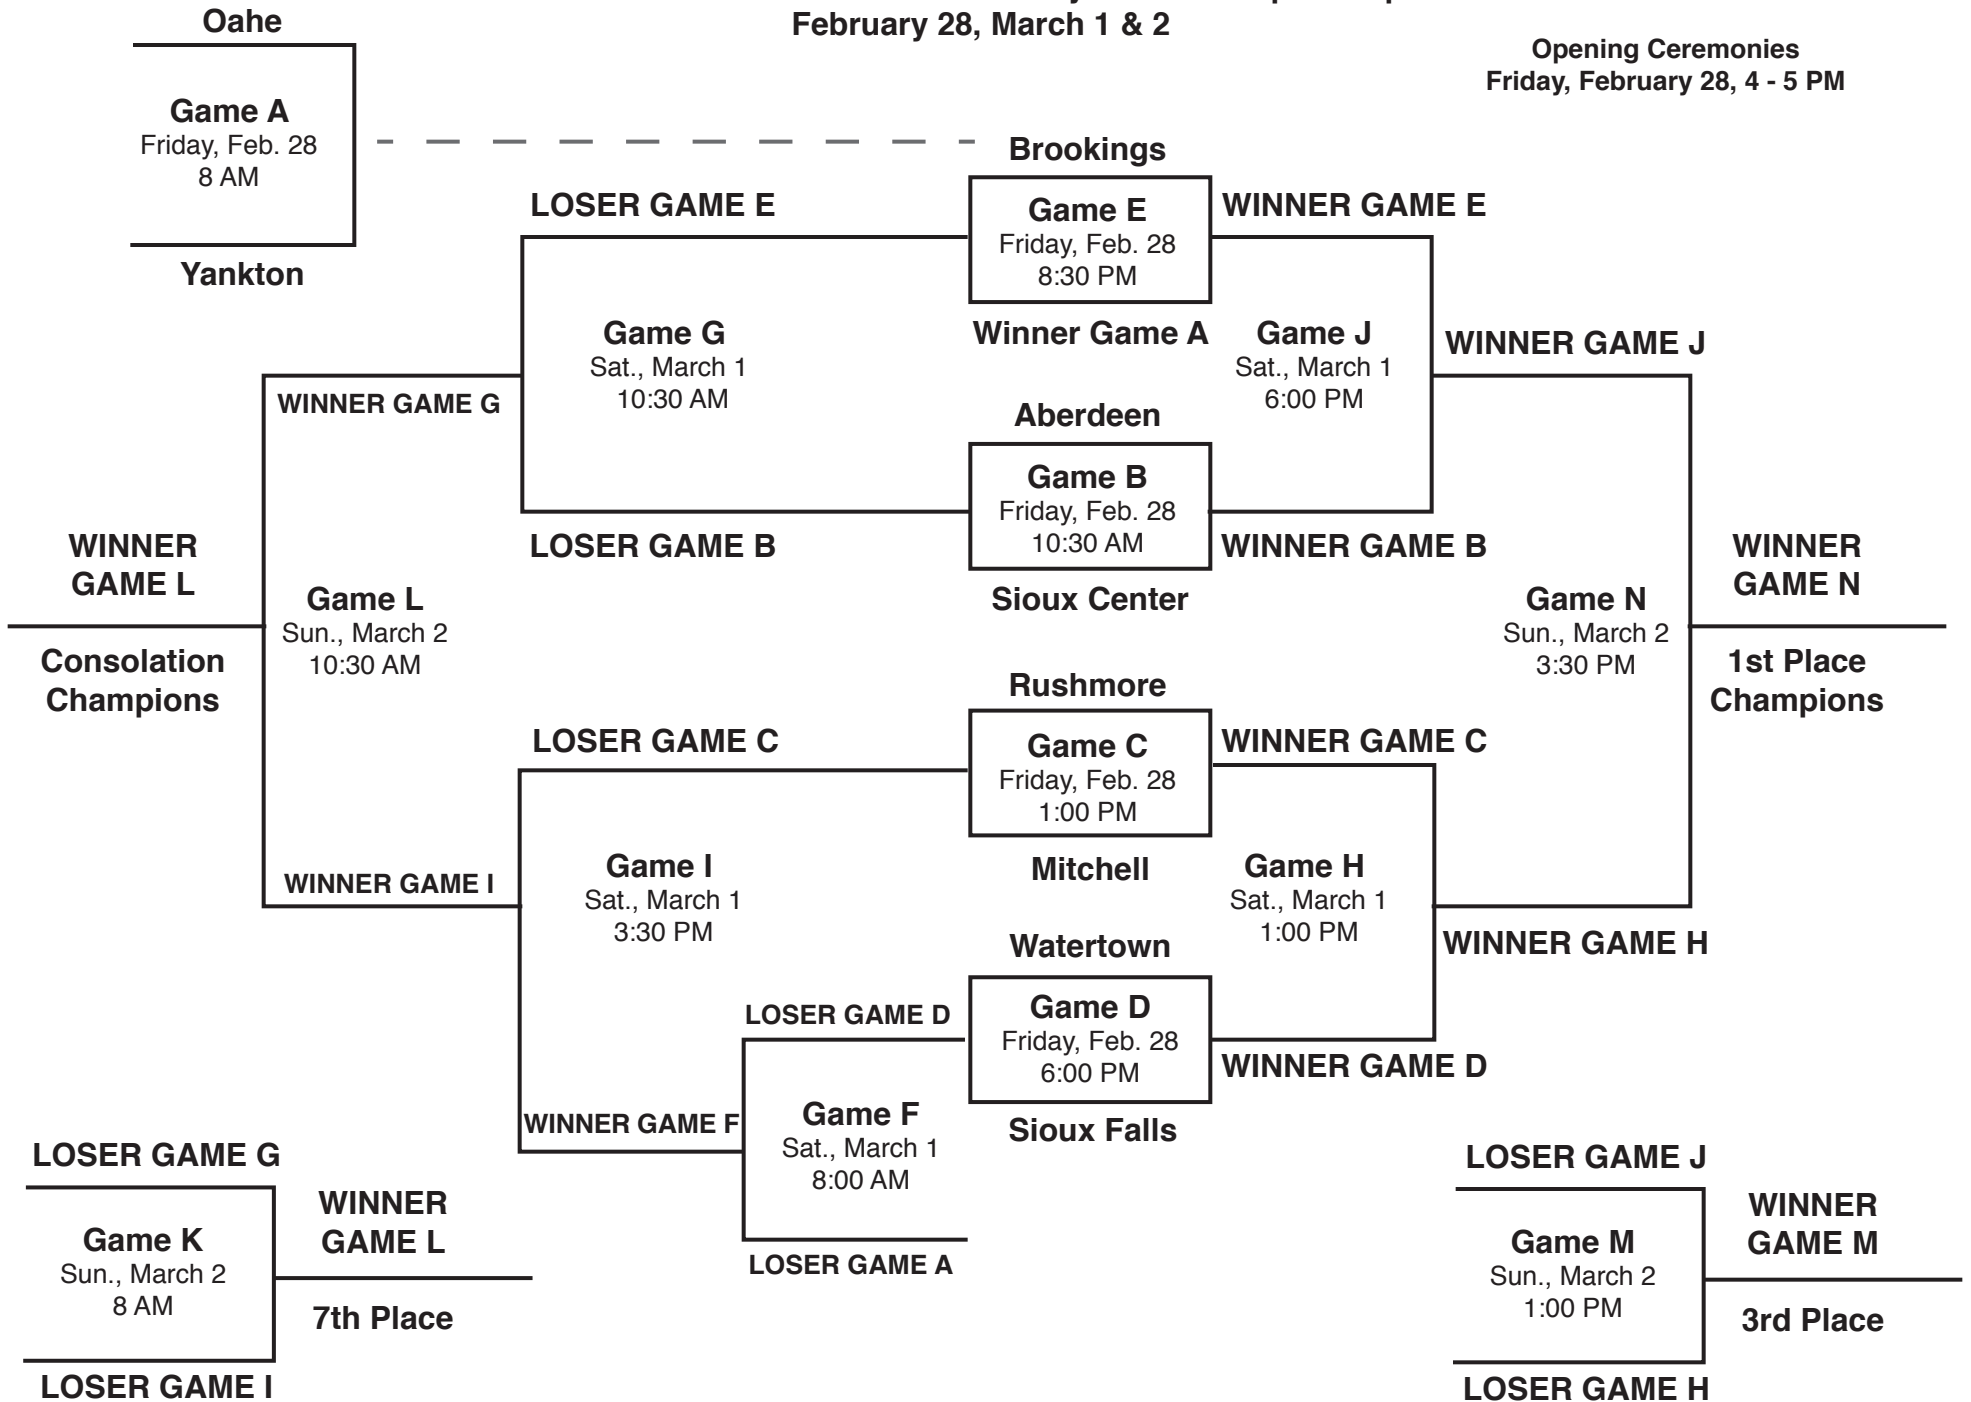 Oahe
February 28, March 1 & 2
Opening Ceremonies
Friday, February 28, 4 - 5 PM
Game A
Friday, Feb. 28
8 AM
Yankton
Brookings
LOSER GAME E
Game E
Friday, Feb. 28
8:30 PM
WINNER GAME E
Winner Game A
Game G
Sat., March 1
10:30 AM
Game J
Sat., March 1
6:00 PM
WINNER GAME J
WINNER GAME G
Aberdeen
Game B
Friday, Feb. 28
10:30 AM
LOSER GAME B
WINNER GAME B
Sioux Center
WINNER
GAME L
Consolation
Champions
Game L
Sun., March 2
10:30 AM
Game N
Sun., March 2
3:30 PM
WINNER
GAME N
1st Place
Champions
Rushmore
LOSER GAME C
Game C
Friday, Feb. 28
1:00 PM
WINNER GAME C
Mitchell
Game I
Sat., March 1
3:30 PM
Game H
Sat., March 1
1:00 PM
WINNER GAME I
WINNER GAME H
Watertown
LOSER GAME D
Game D
Friday, Feb. 28
6:00 PM
WINNER GAME D
Sioux Falls
WINNER GAME F
Game F
Sat., March 1
8:00 AM
LOSER GAME A
LOSER GAME G
Game K
Sun., March 2
8 AM
LOSER GAME I
WINNER
GAME L
7th Place
LOSER GAME J
Game M
Sun., March 2
1:00 PM
LOSER GAME H
WINNER
GAME M
3rd Place